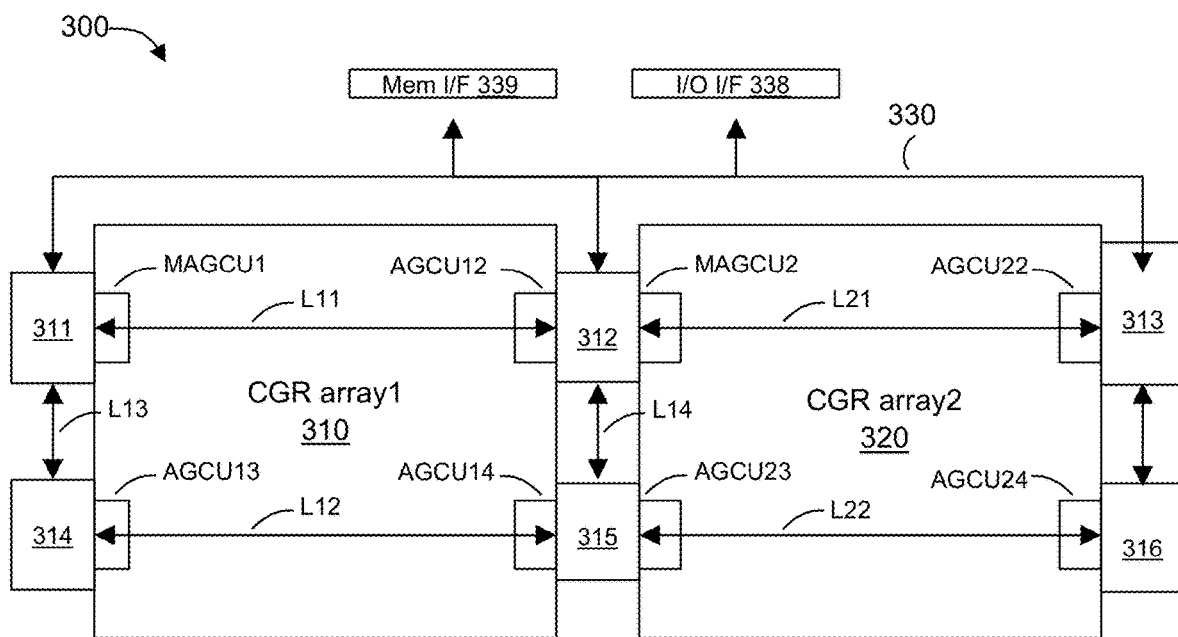 300
Mem I/F 339
I/O I/F 338
330
MAGCU1
AGCU12
MAGCU2
AGCU22
L11
L21
311
312
313
CGR array1
310
CGR array2
320
L13
L14
AGCU13
AGCU14
AGCU23
AGCU24
L12
L22
314
315
316